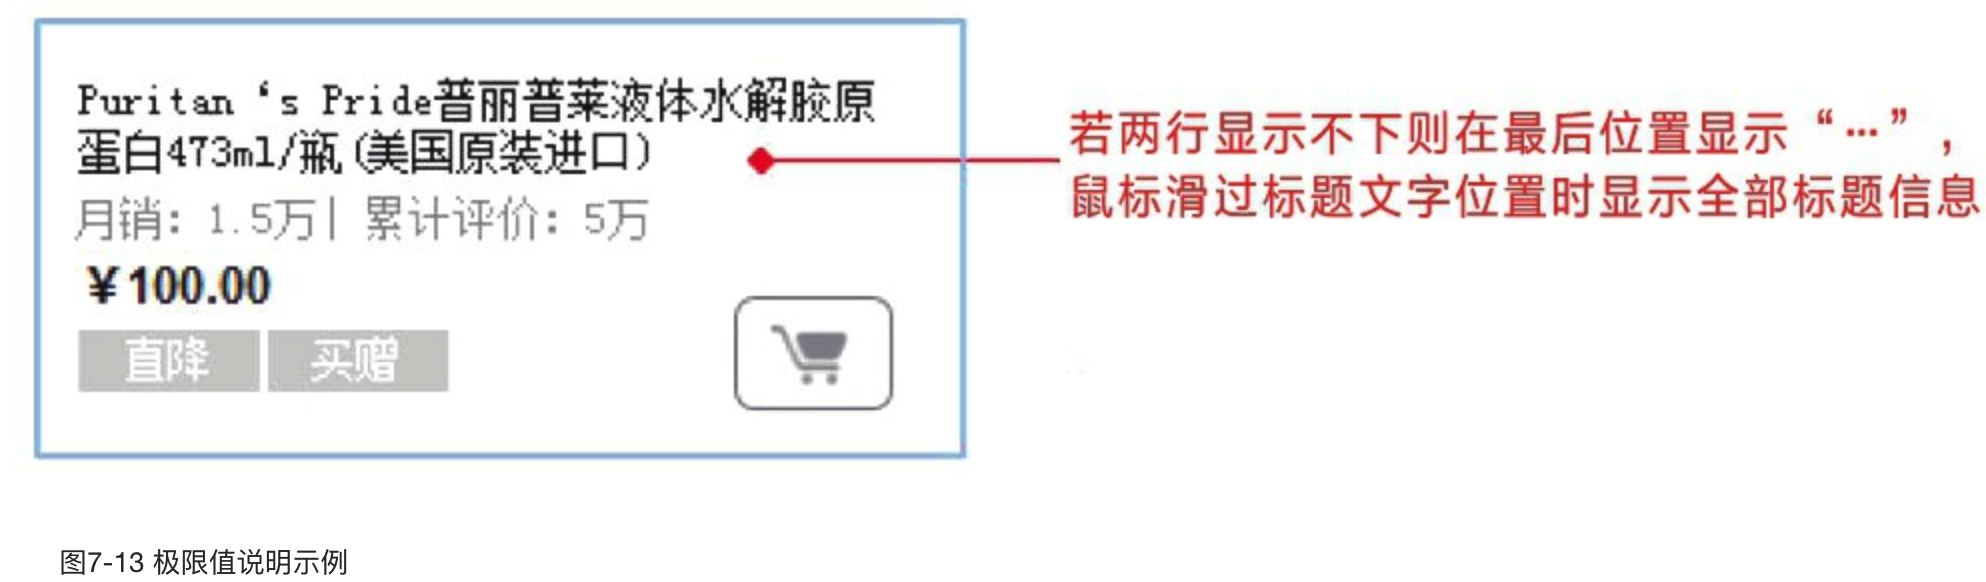 Puritan‘s Pride普丽普莱液体水解胶原
蛋白473ml/瓶(美国原装进口)
月销：1.5万| 累计评价：5万
¥100.00
直降 买赠
若两行显示不下则在最后位置显示“…”，
鼠标滑过标题文字位置时显示全部标题信息
图7-13 极限值说明示例